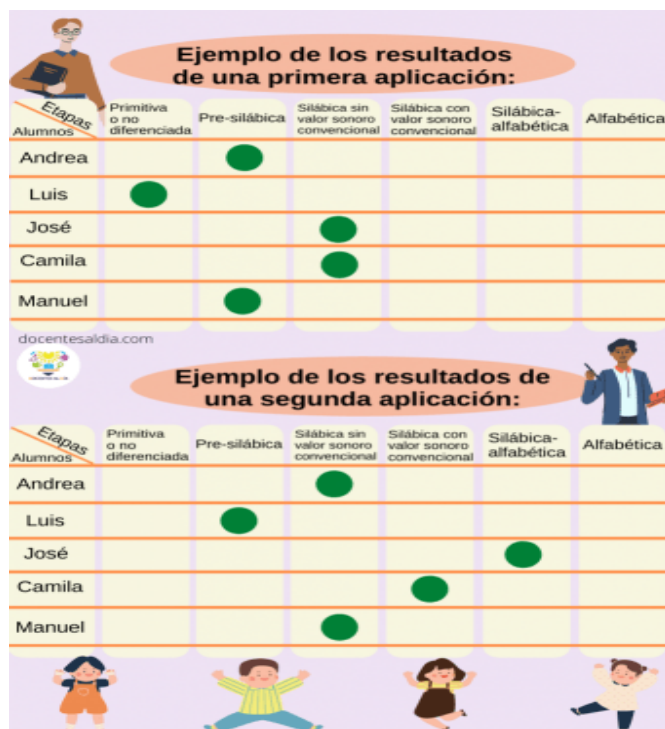 Ejemplo de los resultados
de una primera aplicación:
Etapas
Alumnos
Primitiva
o no
diferenciada
Pre-silábica
Silábica sin
valor sonoro
convencional
Silábica con
valor sonoro
convencional
Silábica-
alfabética
Alfabética
Andrea
Luis
José
Camila
Manuel
docentesaldia.com
Ejemplo de los resultados de
una segunda aplicación:
Etapas
Alumnos
Primitiva
o no
diferenciada
Pre-silábica
Silábica sin
valor sonoro
convencional
Silábica con
valor sonoro
convencional
Silábica-
alfabética
Alfabética
Andrea
Luis
José
Camila
Manuel